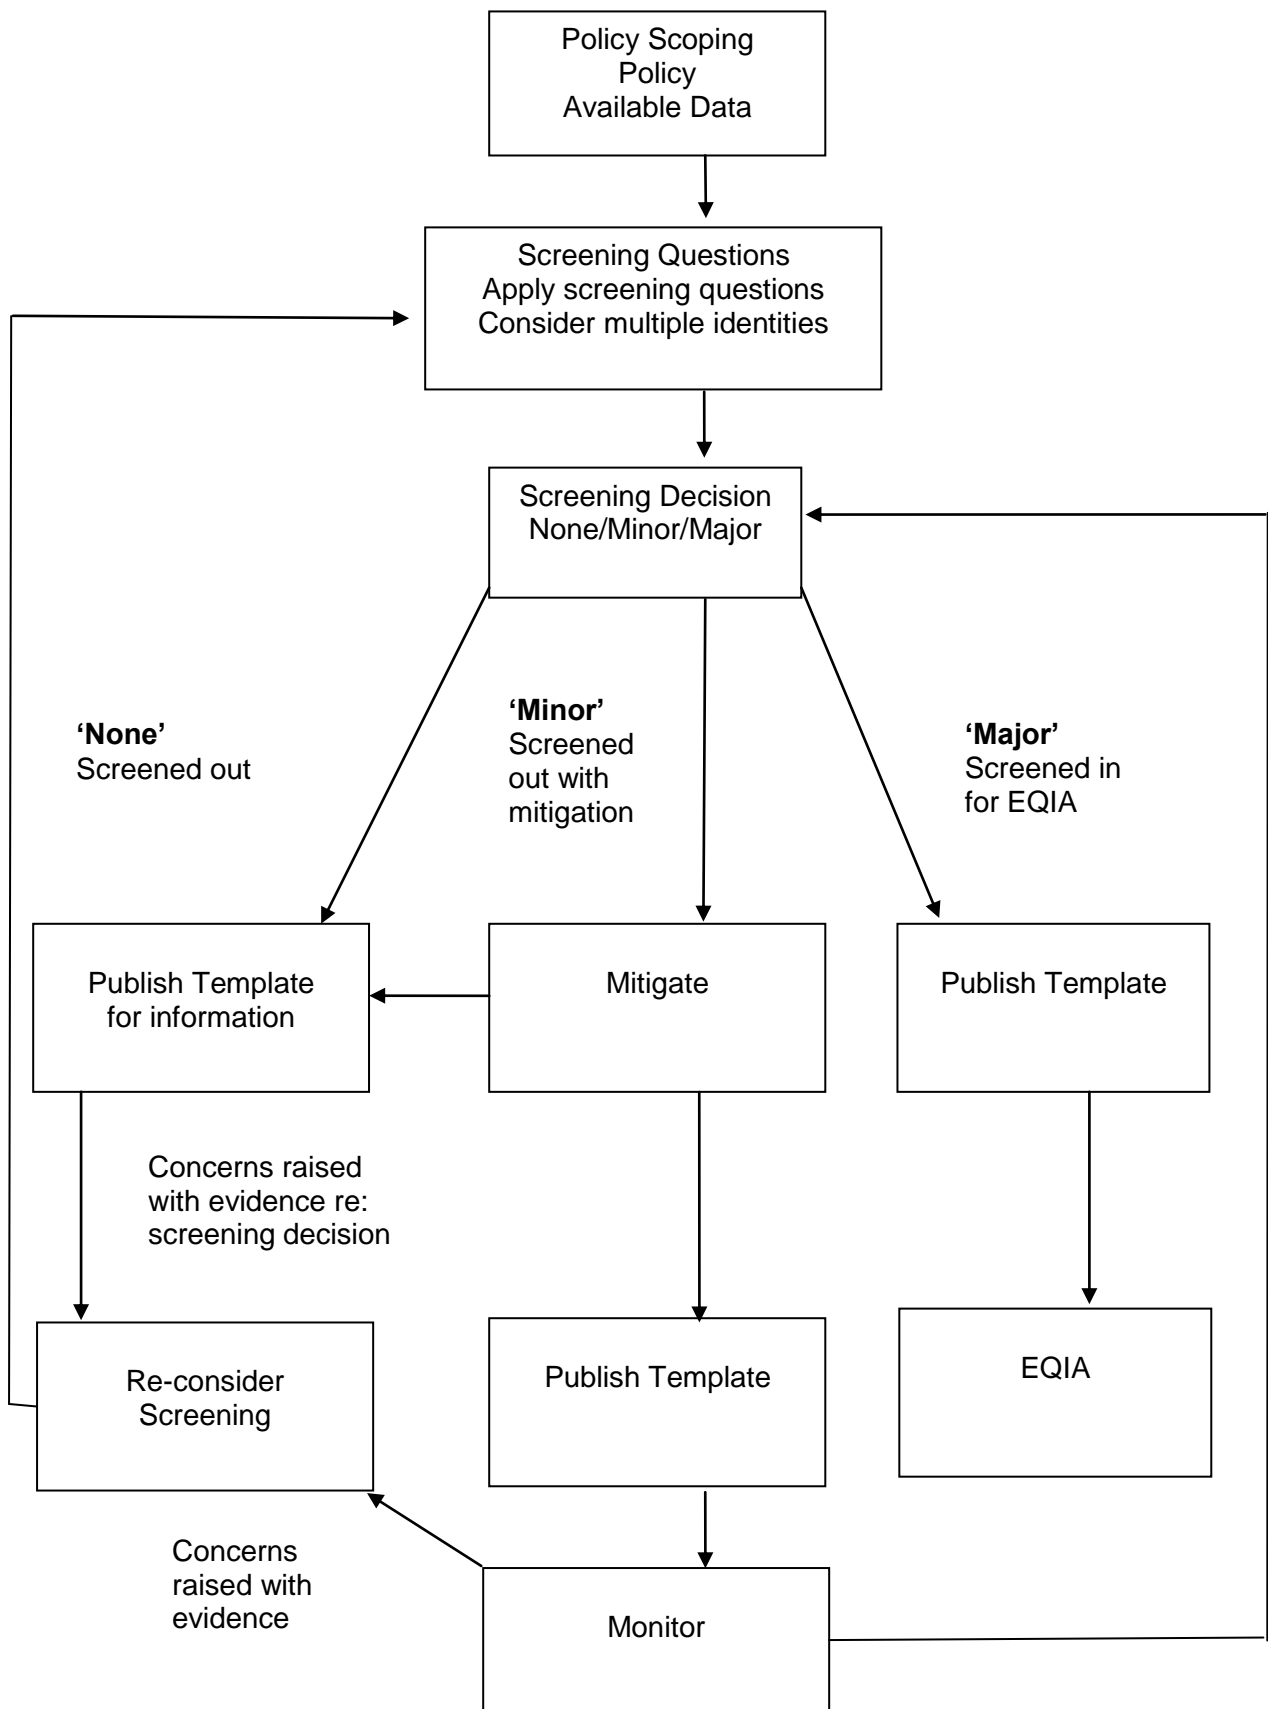 Policy Scoping
Policy
Available Data
Screening Questions
Apply screening questions
Consider multiple identities
Screening Decision
None/Minor/Major
‘None’
Screened out
‘Minor’
Screened
out with
mitigation
‘Major’
Screened in
for EQIA
Publish Template
for information
Mitigate
Publish Template
Concerns raised
with evidence re:
screening decision
Re-consider
Screening
Publish Template
EQIA
Concerns
raised with
evidence
Monitor